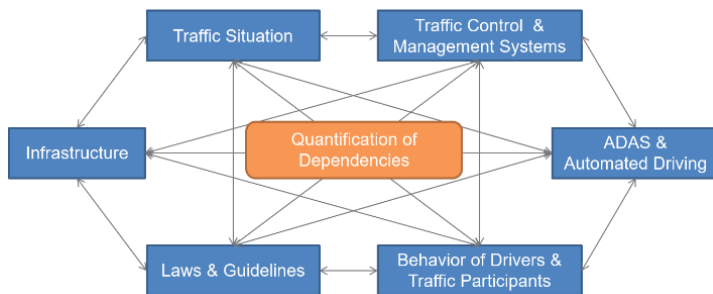 Traffic Situation
Traffic Control &
Management Systems
Infrastructure
Quantification of
Dependencies
ADAS &
Automated Driving
Laws & Guidelines
Behavior of Drivers &
Traffic Participants